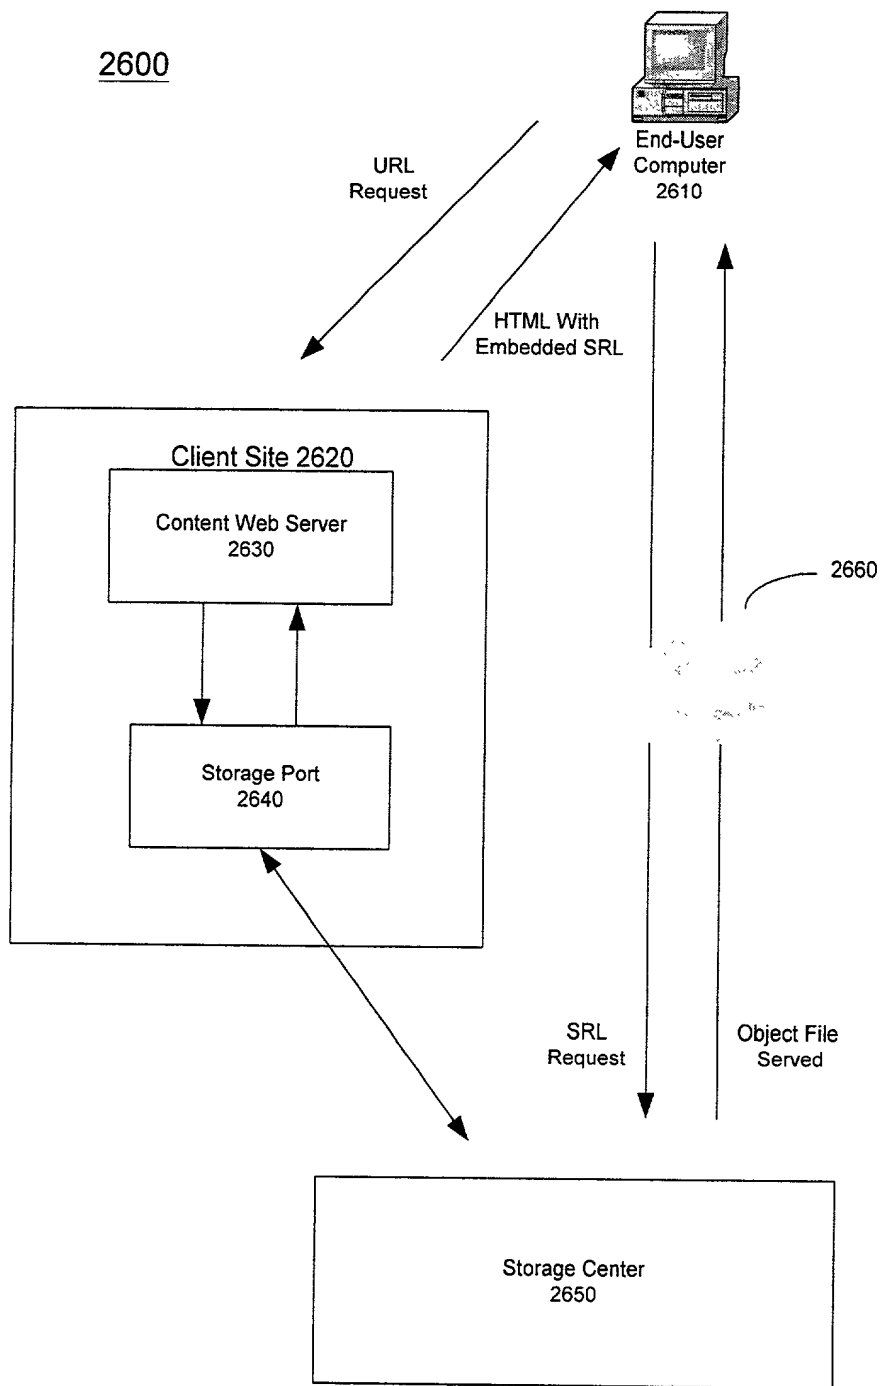 2600
End-User
Computer
2610
URL
Request
HTML With
Embedded SRL
Client Site 2620
Content Web Server
2630
2660
Storage Port
2640
SRL
Request
Object File
Served
Storage Center
2650